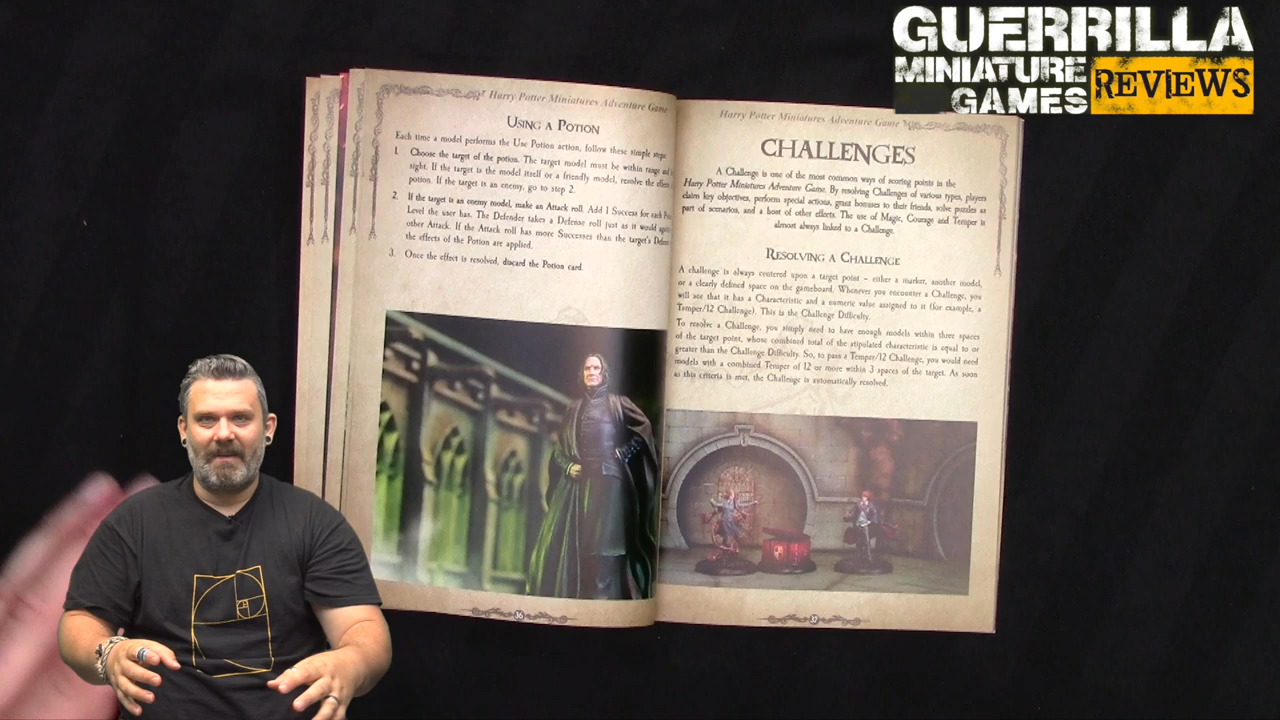 GUERRILLA
MINIATURE
GAMES
REVIEWS
Harry Potter Miniatures Adventure Game
USING A POTION
Each time a model performs the Use Potion action, follow these simple steps:
1. Choose the target of the potion. The target model must be within range and
sight. If the target is the model itself or a friendly model, resolve the effects
potion. If the target is an enemy, go to step 2.
2. If the target is an enemy model, make an Attack roll. Add 1 Success for each
Level the user has. The Defender takes a Defense roll just as it would
other Attack. If the Attack roll has more Successes than the target's
the effects of the Potion are applied.
3. Once the effect is resolved, discard the Potion card.
36
Harry Potter Miniatures Adventure Game
CHALLENGES
A Challenge is one of the most common ways of scoring points in the
Harry Potter Miniatures Adventure Game. By resolving Challenges of various types, players
claim key objectives, perform special actions, grant bonuses to their friends, solve puzzles as
part of scenarios, and a host of other effects. The use of Magic, Courage and Temper is
almost always linked to a Challenge.
RESOLVING A CHALLENGE
A challenge is always centered upon a target point – either a marker, another model,
or a clearly defined space on the gameboard. Whenever you encounter a Challenge, you
will see that it has a Characteristic and a numeric value assigned to it (for example, a
Temper/12 Challenge). This is the Challenge Difficulty.
To resolve a Challenge, you simply need to have enough models within three spaces
of the target point, whose combined total of the stipulated characteristic is equal to or
greater than the Challenge Difficulty. So, to pass a Temper/12 Challenge, you would need
models with a combined Temper of 12 or more within 3 spaces of the target. As soon
as this criteria is met, the Challenge is automatically resolved.
37